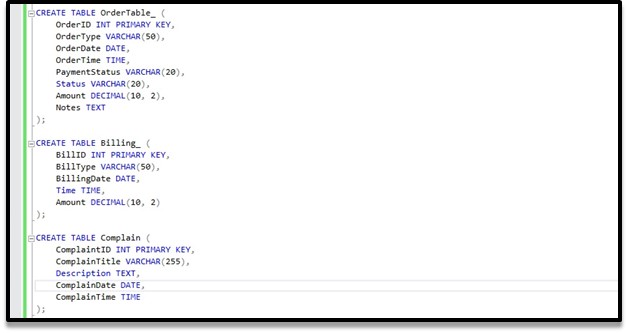 CREATE TABLE OrderTable_ (
OrderID INT PRIMARY KEY,
OrderType VARCHAR(50),
OrderDate DATE,
OrderTime TIME,
PaymentStatus VARCHAR(20),
Status VARCHAR(20),
Amount DECIMAL(10, 2),
Notes TEXT
);
CREATE TABLE Billing_ (
BillID INT PRIMARY KEY,
BillType VARCHAR(50),
BillingDate DATE,
Time TIME,
Amount DECIMAL(10, 2)
);
CREATE TABLE Complain (
ComplaintID INT PRIMARY KEY,
ComplainTitle VARCHAR(255),
Description TEXT,
ComplainDate DATE,
ComplainTime TIME
);